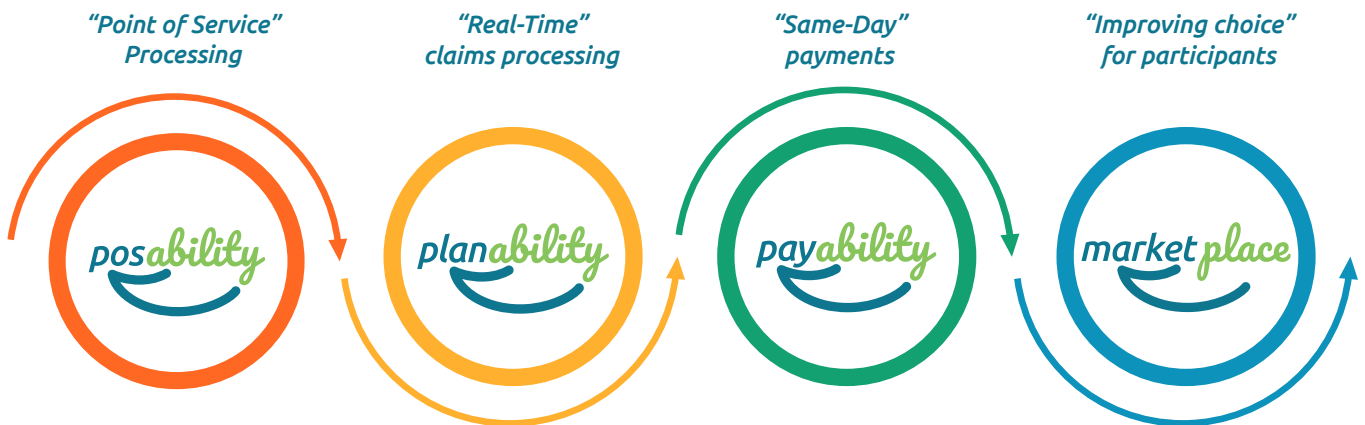 “Point of Service”
Processing
“Real-Time”
claims processing
“Same-Day”
payments
“Improving choice”
for participants
posability
planability
payability
marketplace